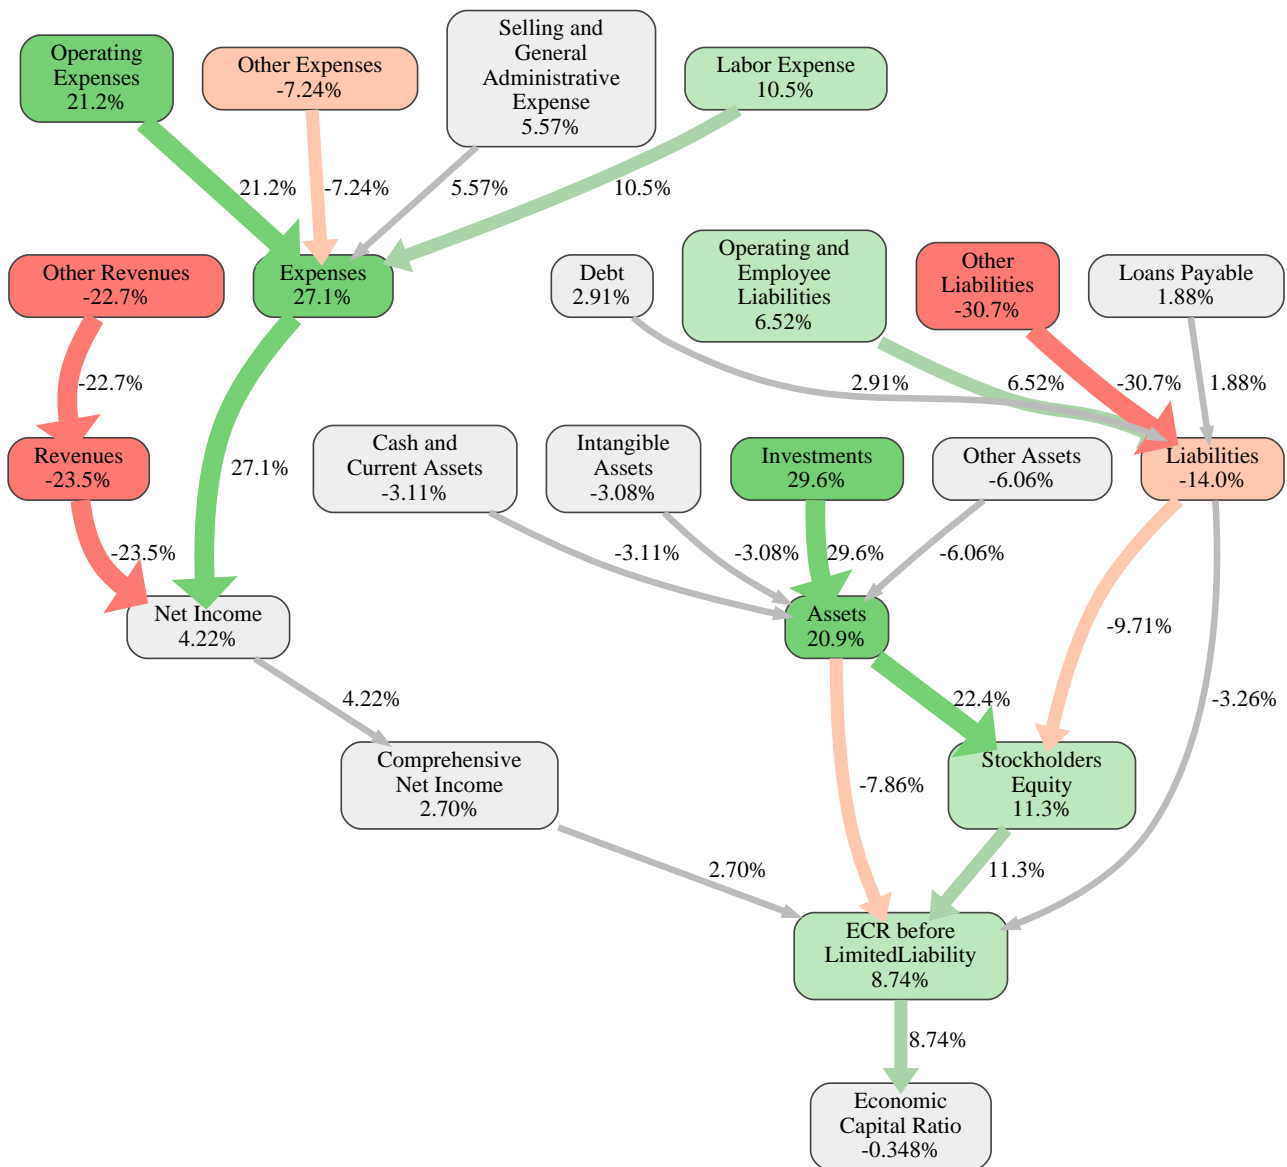 Operating
Expenses
21.2%
Other Expenses
-7.24%
Selling and
General
Administrative
Expense
5.57%
Labor Expense
10.5%
21.2%
-7.24%
5.57%
10.5%
Other Revenues
-22.7%
Expenses
27.1%
Debt
2.91%
Operating and
Employee
Liabilities
6.52%
Other
Liabilities
-30.7%
Loans Payable
1.88%
-22.7%
2.91%
6.52%
-30.7%
1.88%
Revenues
-23.5%
27.1%
Cash and
Current Assets
-3.11%
Intangible
Assets
-3.08%
Investments
29.6%
Other Assets
-6.06%
Liabilities
-14.0%
-23.5%
-3.11%
-3.08%
29.6%
-6.06%
Net Income
4.22%
Assets
20.9%
-9.71%
4.22%
22.4%
-3.26%
Comprehensive
Net Income
2.70%
-7.86%
Stockholders
Equity
11.3%
2.70%
11.3%
ECR before
LimitedLiability
8.74%
8.74%
Economic
Capital Ratio
-0.348%